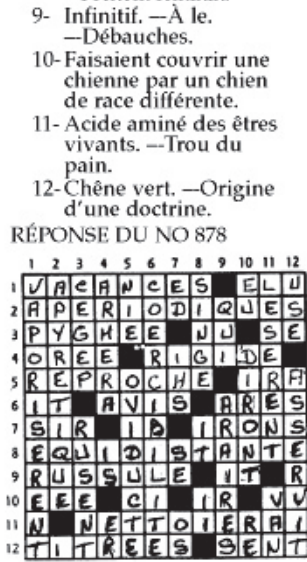 9- Infinitif. —À le.
—Débauches.
10- Faisaient couvrir une
chienne par un chien
de race différente.
11- Acide aminé des êtres
vivants. —Trou du
pain.
12- Chêne vert. —Origine
d'une doctrine.
RÉPONSE DU NO 878
1 2 3 4 5 6 7 8 9 10 11 12
1 VACANCES ELU
2 APERIODIQUES
3 PYGHEE NU SE
4 OREE RIGIDE
5 REPROCHE IRA
6 IT AVIS ARES
7 SIR IB IRONS
8 EQUIDISTANTE
9 RUSSULE IT R
10 EEE CI IR VV
11 N NETTOIERAI
12 TITREES SENT